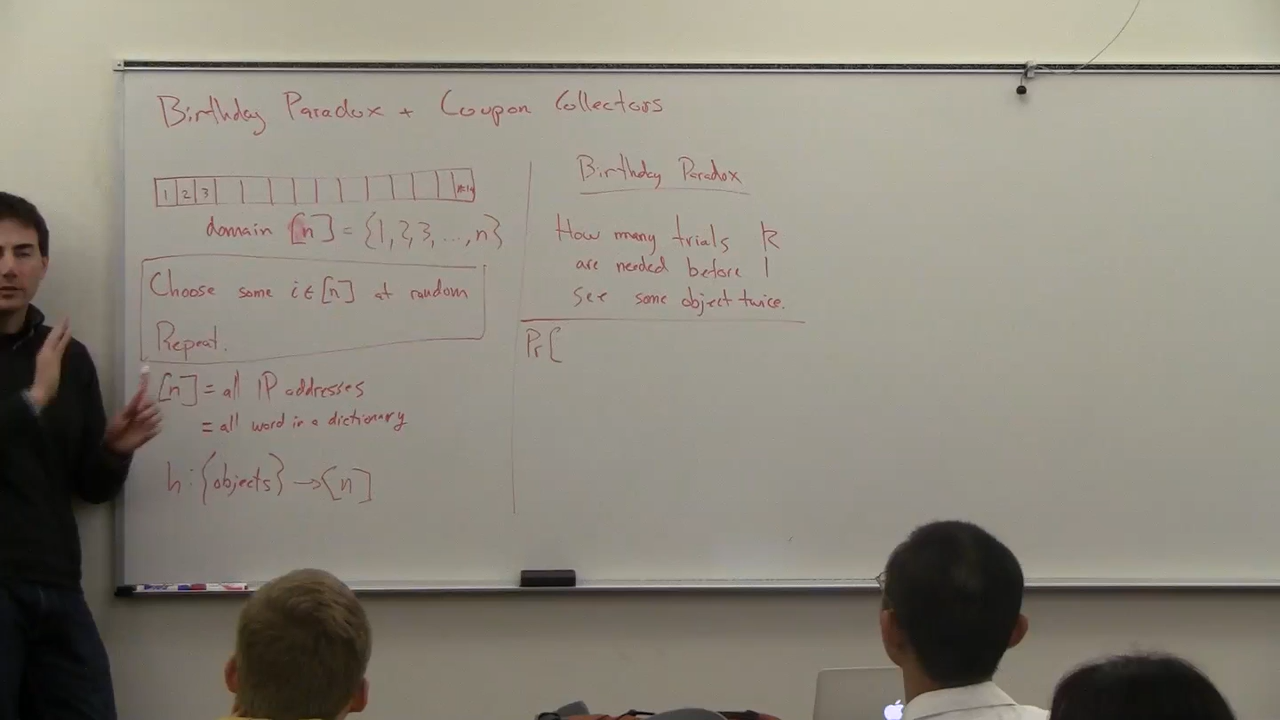 Birthday Paradox + Coupon Collectors
1 2 3
domain [n] = {1,2,3,...,n}
Choose some i ∈ [n] at random
Repeat.
[n] = all IP addresses
= all word in a dictionary
h: {objects} → [n]
Birthday Paradox
How many trials k
are needed before I
see some object twice.
Pr[